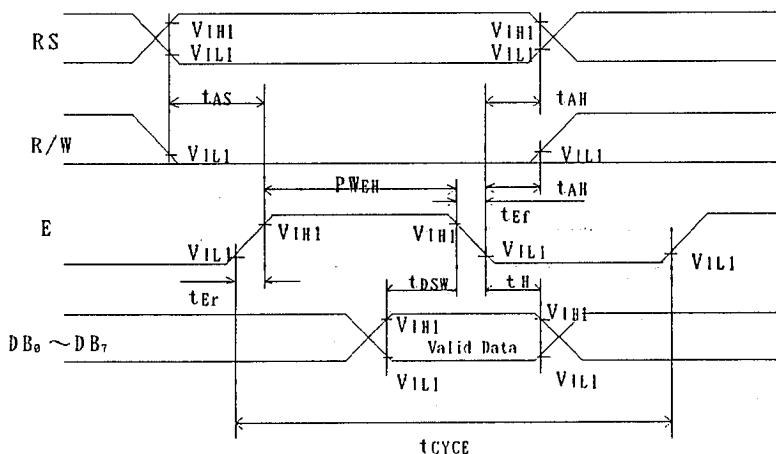 RS
VIH1
VIL1
VIH1
VIL1
tAS
tAH
R/W
VIL1
VIL1
PWEH
tAH
tEf
E
VIH1
VIH1
VIL1
VIL1
VIL1
tEr
tDSW
tH
VIH1
VIH1
DB₀ ~DB₇
Valid Data
VIL1
VIL1
tCYCE